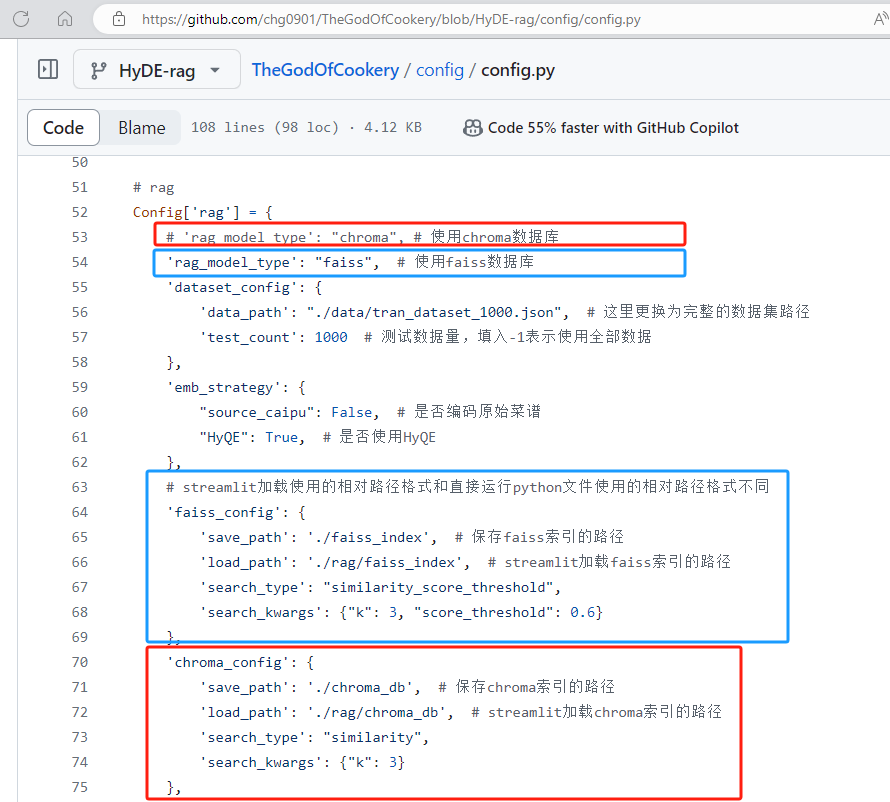 https://github.com/chg0901/TheGodOfCookery/blob/HyDE-rag/config/config.py
HyDE-rag TheGodOfCookery / config / config.py
Code Blame 108 lines (98 loc) · 4.12 KB Code 55% faster with GitHub Copilot
50
51 # rag
52 Config['rag'] = {
53 # 'rag_model_type': "chroma", # 使用chroma数据库
54 'rag_model_type': "faiss", # 使用faiss数据库
55 'dataset_config': {
56 'data_path': "./data/tran_dataset_1000.json", # 这里更换为完整的数据集路径
57 'test_count': 1000 # 测试数据量，填入-1表示使用全部数据
58 },
59 'emb_strategy': {
60 "source_caipu": False, # 是否编码原始菜谱
61 "HyQE": True, # 是否使用HyQE
62 },
63 # streamlit加载使用的相对路径格式和直接运行python文件使用的相对路径格式不同
64 'faiss_config': {
65 'save_path': './faiss_index', # 保存faiss索引的路径
66 'load_path': './rag/faiss_index', # streamlit加载faiss索引的路径
67 'search_type': "similarity_score_threshold",
68 'search_kwargs': {"k": 3, "score_threshold": 0.6}
69 },
70 'chroma_config': {
71 'save_path': './chroma_db', # 保存chroma索引的路径
72 'load_path': './rag/chroma_db', # streamlit加载chroma索引的路径
73 'search_type': "similarity",
74 'search_kwargs': {"k": 3}
75 },